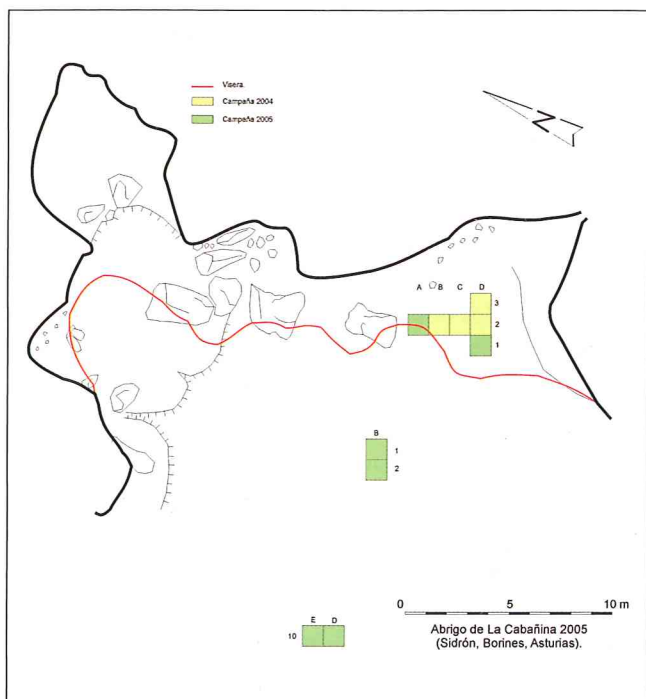 Visera.
Campaña 2004
Campaña 2005
N
A B C D
3
2
1
B
1
2
E D
10
0 5 10 m
Abrigo de La Cabañina 2005
(Sidrón, Borines, Asturias).